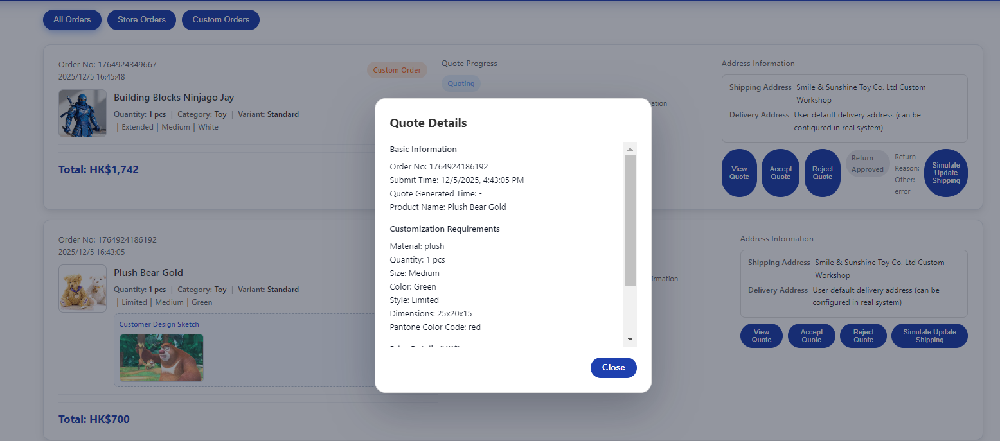 All Orders
Store Orders
Custom Orders
Order No: 1764924349667
2025/12/5 16:45:48
Custom Order
Building Blocks Ninjago Jay
Quantity: 1 pcs | Category: Toy | Variant: Standard
| Extended | Medium | White
Total: HK$1,742
Quote Progress
Quoting
Address Information
Shipping Address Smile & Sunshine Toy Co. Ltd Custom
Workshop
Delivery Address User default delivery address (can be
configured in real system)
View
Quote
Accept
Quote
Reject
Quote
Return
Approved
Return
Reason:
Other:
error
Simulate
Update
Shipping
Order No: 1764924186192
2025/12/5 16:43:05
Plush Bear Gold
Quantity: 1 pcs | Category: Toy | Variant: Standard
| Limited | Medium | Green
Customer Design Sketch
Total: HK$700
Address Information
Shipping Address Smile & Sunshine Toy Co. Ltd Custom
Workshop
Delivery Address User default delivery address (can be
configured in real system)
View
Quote
Accept
Quote
Reject
Quote
Simulate Update
Shipping
Quote Details
Basic Information
Order No: 1764924186192
Submit Time: 12/5/2025, 4:43:05 PM
Quote Generated Time: -
Product Name: Plush Bear Gold
Customization Requirements
Material: plush
Quantity: 1 pcs
Size: Medium
Color: Green
Style: Limited
Dimensions: 25x20x15
Pantone Color Code: red
Close